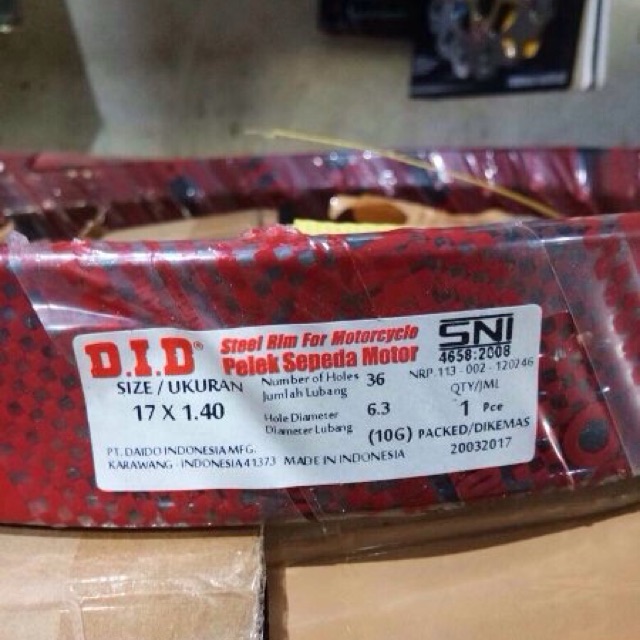 D.I.D®
Steel Rim For Motorcycle
Pelek Sepeda Motor
SNI
4658:2008
NRP. 113 - 002 - 120246
SIZE / UKURAN
17 X 1.40
Number of Holes 36
Jumlah Lubang
Hole Diameter 6.3
Diameter Lubang
(10G)
QTY/JML
1 Pce
PACKED/DIKEMAS
20032017
PT. DAIDO INDONESIA MFG.
KARAWANG - INDONESIA 41373 MADE IN INDONESIA